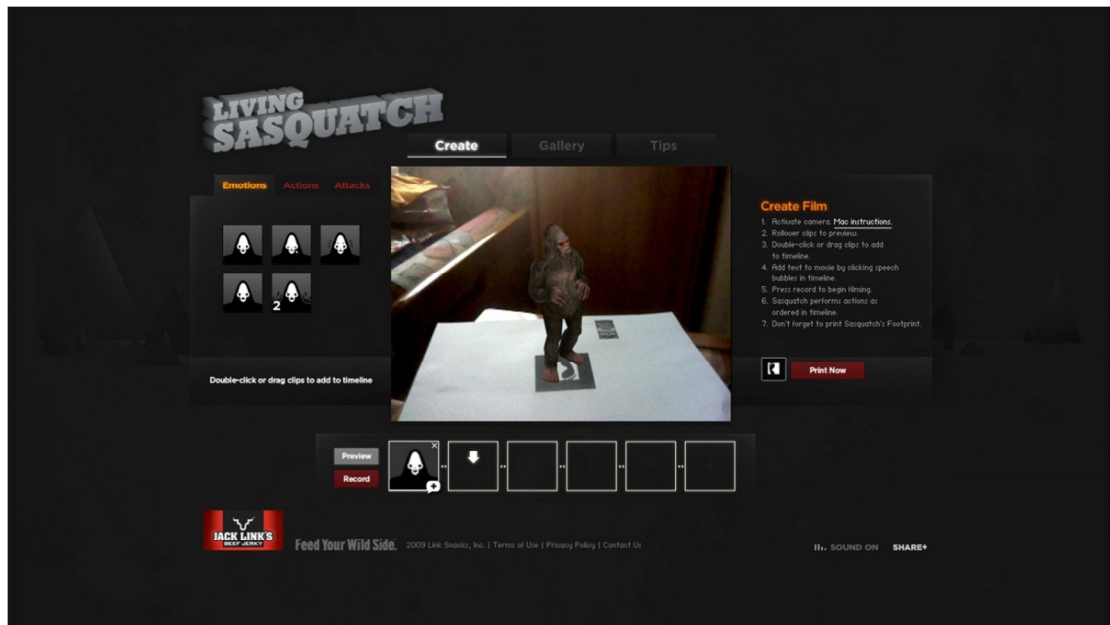 LIVING
SASQUATCH
Create Gallery Tips
Emotions Actions Attacks
2
Double-click or drag clips to add to timeline
Create Film
1. Activate camera. Mac instructions.
2. Rollover clips to preview.
3. Double-click or drag clips to add
to timeline.
4. Add text to movie by clicking speech
bubbles in timeline.
5. Press record to begin filming.
6. Sasquatch performs actions as
ordered in timeline.
7. Don't forget to print Sasquatch's Footprint.
Print Now
Preview
Record
JACK LINK'S
BEEF JERKY
Feed Your Wild Side.
2009 Link Snacks, Inc. | Terms of Use | Privacy Policy | Contact Us
SOUND ON SHARE+